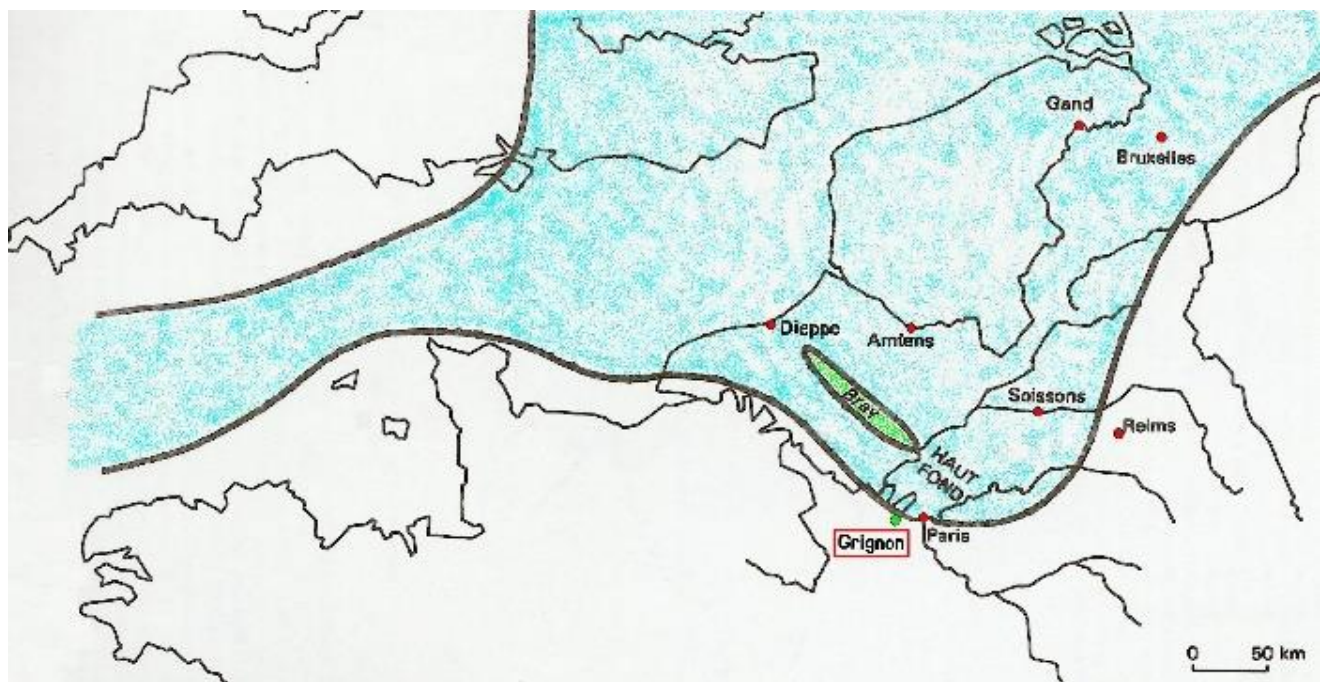 Gand
Bruxelles
Dieppe
Amiens
Bray
Soissons
Reims
HAUT
FOND
Grignon
Paris
0 50 km